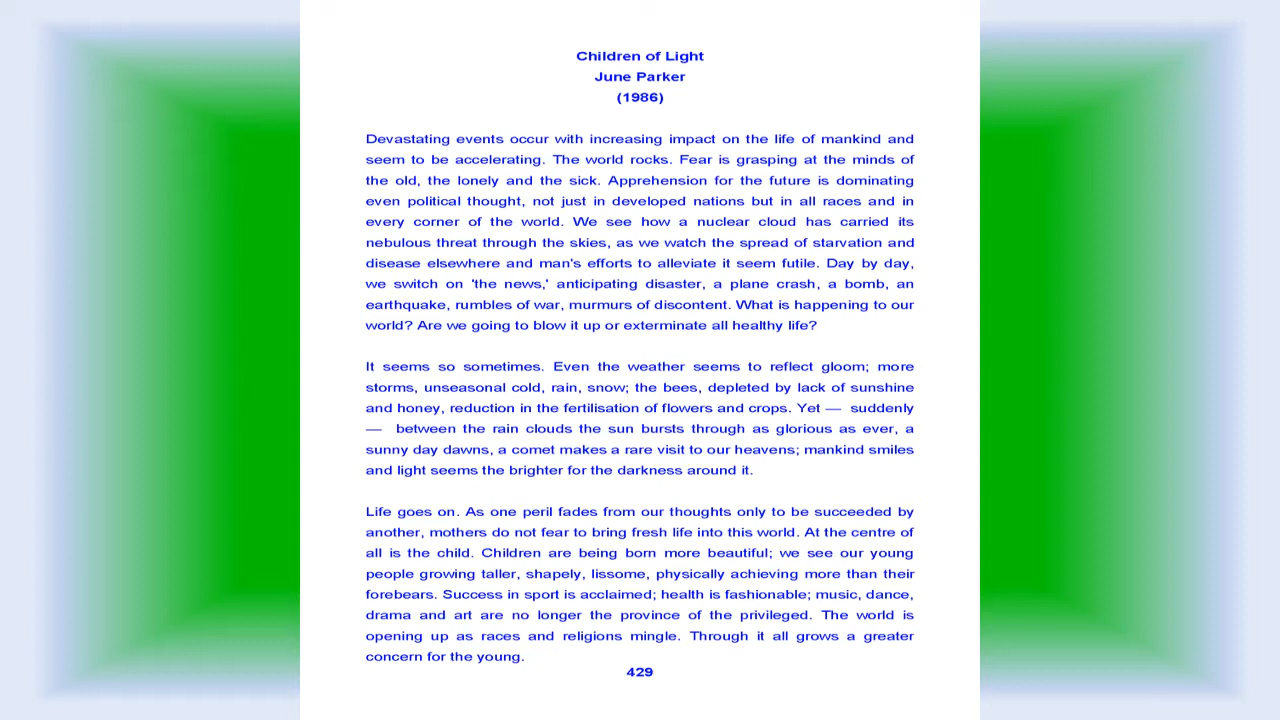 Children of Light
June Parker
(1986)
Devastating events occur with increasing impact on the life of mankind and
seem to be accelerating. The world rocks. Fear is grasping at the minds of
the old, the lonely and the sick. Apprehension for the future is dominating
even political thought, not just in developed nations but in all races and in
every corner of the world. We see how a nuclear cloud has carried its
nebulous threat through the skies, as we watch the spread of starvation and
disease elsewhere and man's efforts to alleviate it seem futile. Day by day,
we switch on 'the news,' anticipating disaster, a plane crash, a bomb, an
earthquake, rumbles of war, murmurs of discontent. What is happening to our
world? Are we going to blow it up or exterminate all healthy life?
It seems so sometimes. Even the weather seems to reflect gloom; more
storms, unseasonal cold, rain, snow; the bees, depleted by lack of sunshine
and honey, reduction in the fertilisation of flowers and crops. Yet — suddenly
— between the rain clouds the sun bursts through as glorious as ever, a
sunny day dawns, a comet makes a rare visit to our heavens; mankind smiles
and light seems the brighter for the darkness around it.
Life goes on. As one peril fades from our thoughts only to be succeeded by
another, mothers do not fear to bring fresh life into this world. At the centre of
all is the child. Children are being born more beautiful; we see our young
people growing taller, shapely, lissome, physically achieving more than their
forebears. Success in sport is acclaimed; health is fashionable; music, dance,
drama and art are no longer the province of the privileged. The world is
opening up as races and religions mingle. Through it all grows a greater
concern for the young.
429